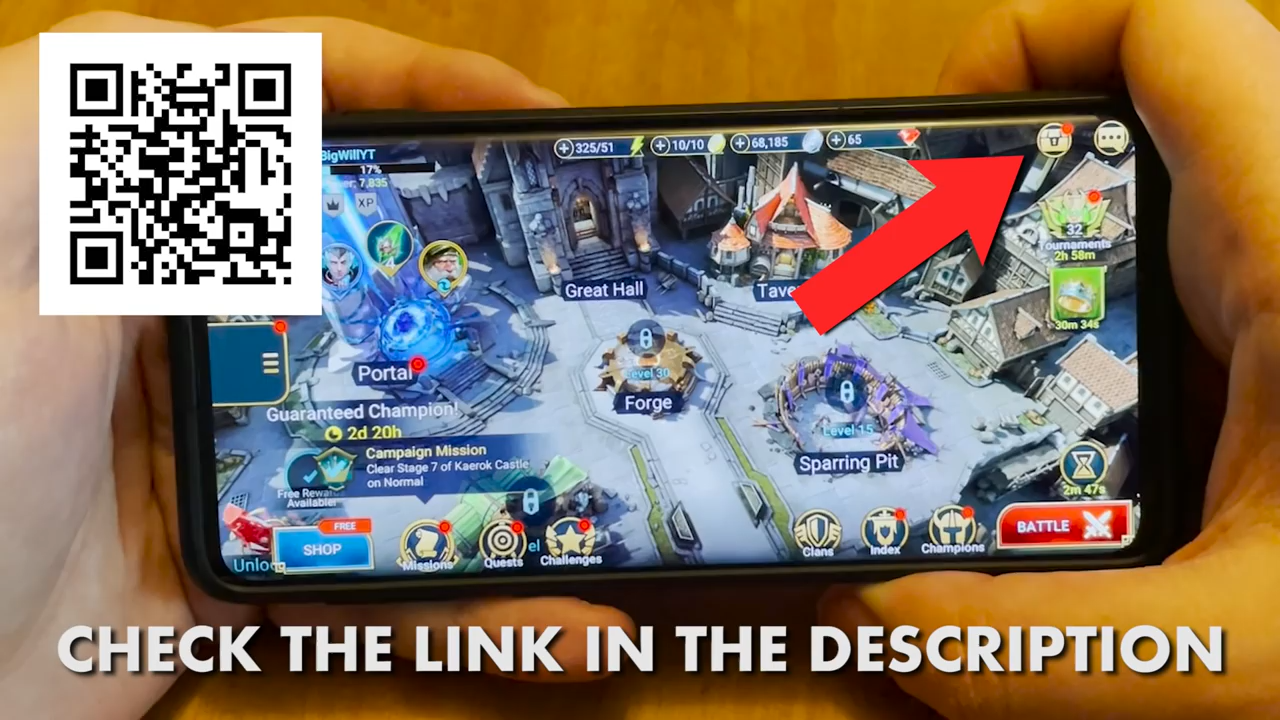 BigWillYT
325/51
10/10
68,185
65
17%
7,835
XP
32
Tournaments
2h 58m
Great Hall
30m 34s
Level 30
Portal
Forge
Level 15
Guaranteed Champion!
2d 20h
Sparring Pit
Campaign Mission
Clear Stage 7 of Kaerok Castle
on Normal
Free
Available!
2m 47s
FREE
SHOP
BATTLE
Missions
Quests
Challenges
Clans
Index
Champions
CHECK THE LINK IN THE DESCRIPTION